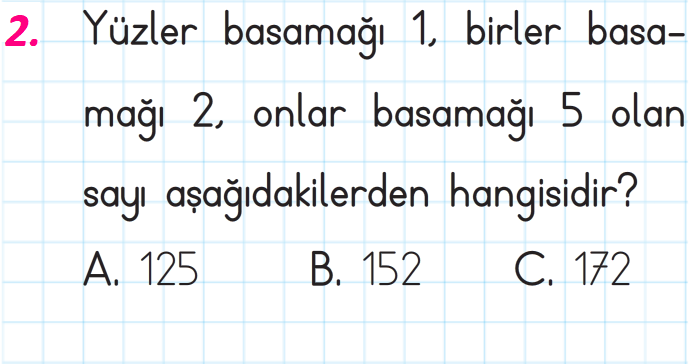 2. Yüzler basamağı 1, birler basa-
mağı 2, onlar basamağı 5 olan
sayı aşağıdakilerden hangisidir?
A. 125 B. 152 C. 172